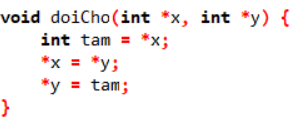 void doiCho(int *x, int *y) {
    int tam = *x;
    *x = *y;
    *y = tam;
}